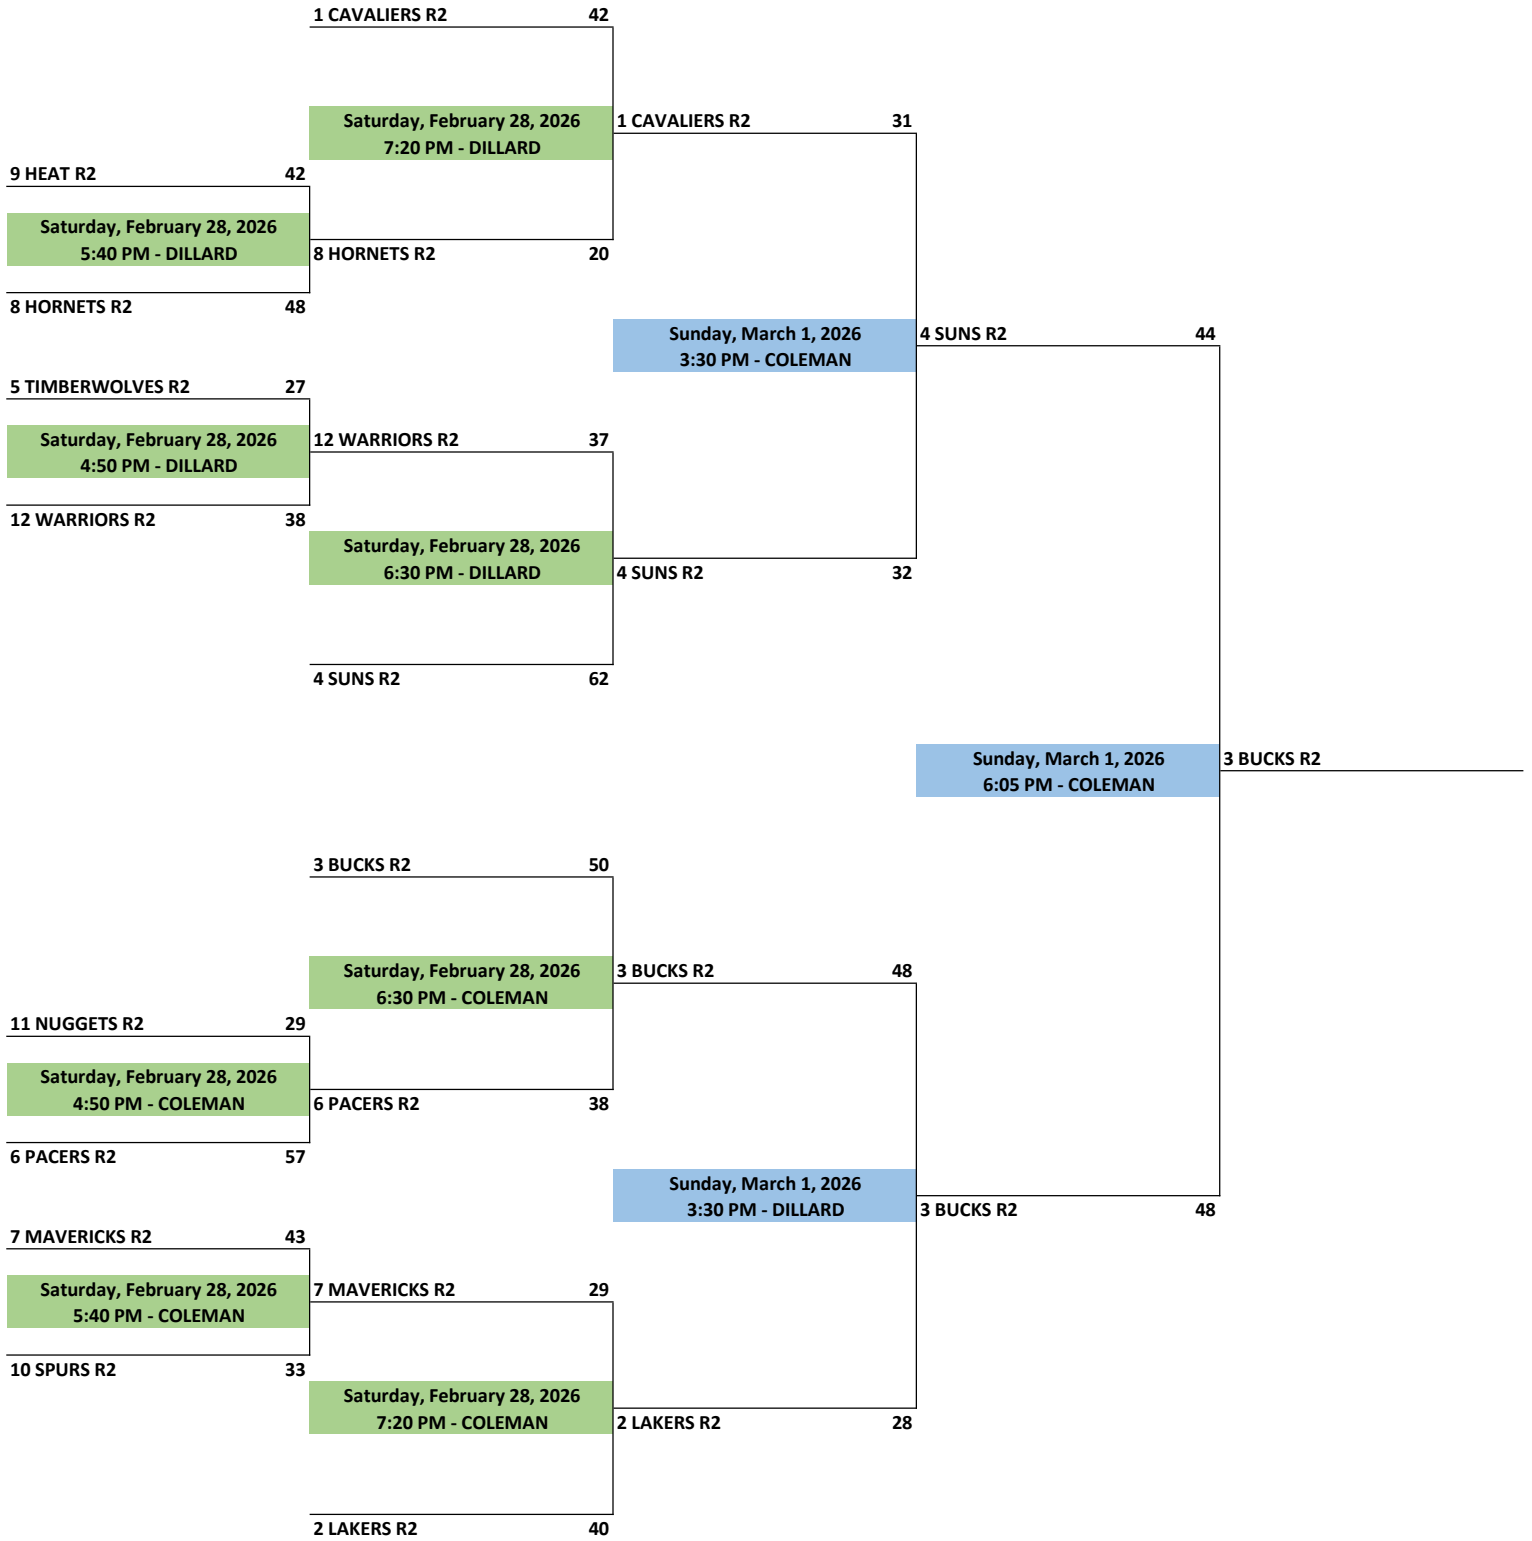 1 CAVALIERS R2 42
Saturday, February 28, 2026
7:20 PM - DILLARD
1 CAVALIERS R2 31
9 HEAT R2 42
Saturday, February 28, 2026
5:40 PM - DILLARD
8 HORNETS R2 20
8 HORNETS R2 48
Sunday, March 1, 2026
3:30 PM - COLEMAN
4 SUNS R2 44
5 TIMBERWOLVES R2 27
Saturday, February 28, 2026
4:50 PM - DILLARD
12 WARRIORS R2 37
12 WARRIORS R2 38
Saturday, February 28, 2026
6:30 PM - DILLARD
4 SUNS R2 32
4 SUNS R2 62
Sunday, March 1, 2026
6:05 PM - COLEMAN
3 BUCKS R2
3 BUCKS R2 50
Saturday, February 28, 2026
6:30 PM - COLEMAN
3 BUCKS R2 48
11 NUGGETS R2 29
Saturday, February 28, 2026
4:50 PM - COLEMAN
6 PACERS R2 38
6 PACERS R2 57
Sunday, March 1, 2026
3:30 PM - DILLARD
3 BUCKS R2 48
7 MAVERICKS R2 43
Saturday, February 28, 2026
5:40 PM - COLEMAN
7 MAVERICKS R2 29
10 SPURS R2 33
Saturday, February 28, 2026
7:20 PM - COLEMAN
2 LAKERS R2 28
2 LAKERS R2 40